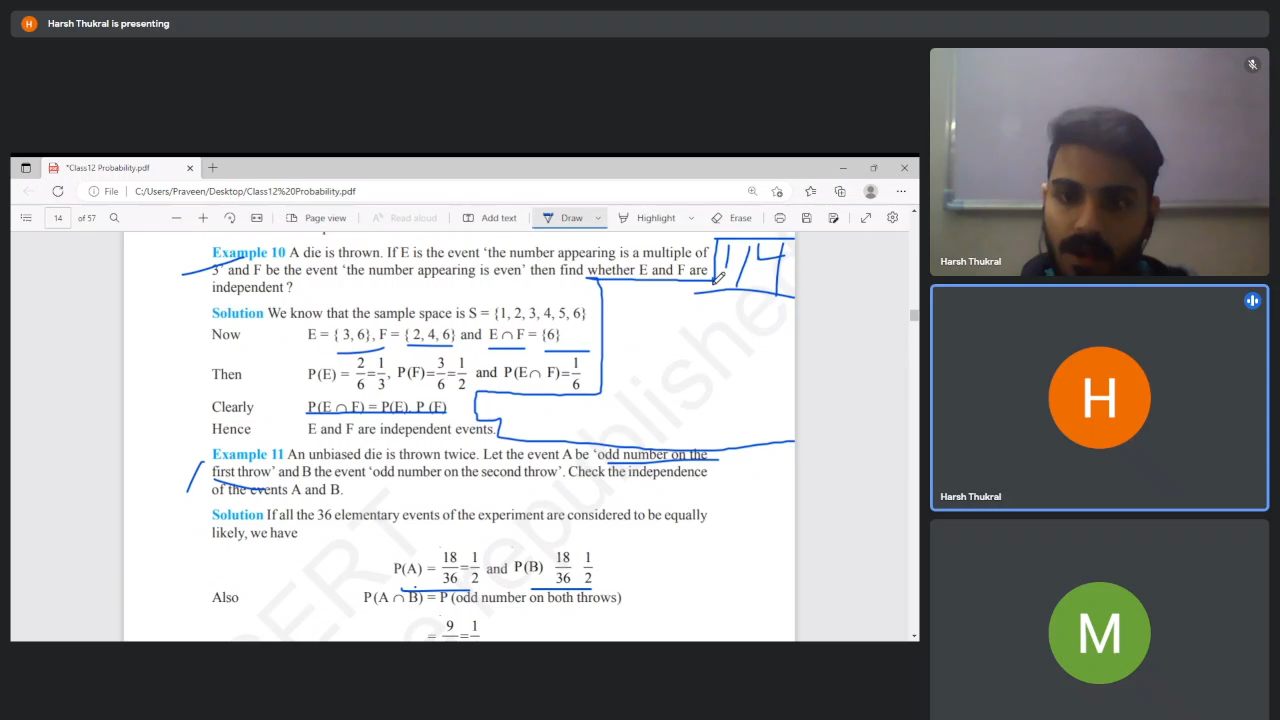 H Harsh Thukral is presenting
*Class12 Probability.pdf
File C:/Users/Praveen/Desktop/Class12%20Probability.pdf
14 of 57 Page view Read aloud Add text Draw Highlight Erase
Example 10 A die is thrown. If E is the event ‘the number appearing is a multiple of
3’ and F be the event ‘the number appearing is even’ then find whether E and F are
independent ?
1/4
Solution We know that the sample space is S = {1, 2, 3, 4, 5, 6}
Now E = { 3, 6}, F = { 2, 4, 6} and E ∩ F = {6}
Then P(E) = 2/6 = 1/3, P(F) = 3/6 = 1/2 and P(E ∩ F) = 1/6
Clearly P(E ∩ F) = P(E). P (F)
Hence E and F are independent events.
Example 11 An unbiased die is thrown twice. Let the event A be ‘odd number on the
first throw’ and B the event ‘odd number on the second throw’. Check the independence
of the events A and B.
Solution If all the 36 elementary events of the experiment are considered to be equally
likely, we have
P(A) = 18/36 = 1/2 and P(B) 18/36 1/2
Also P(A ∩ B) = P (odd number on both throws)
= 9 = 1
Harsh Thukral
H
Harsh Thukral
M